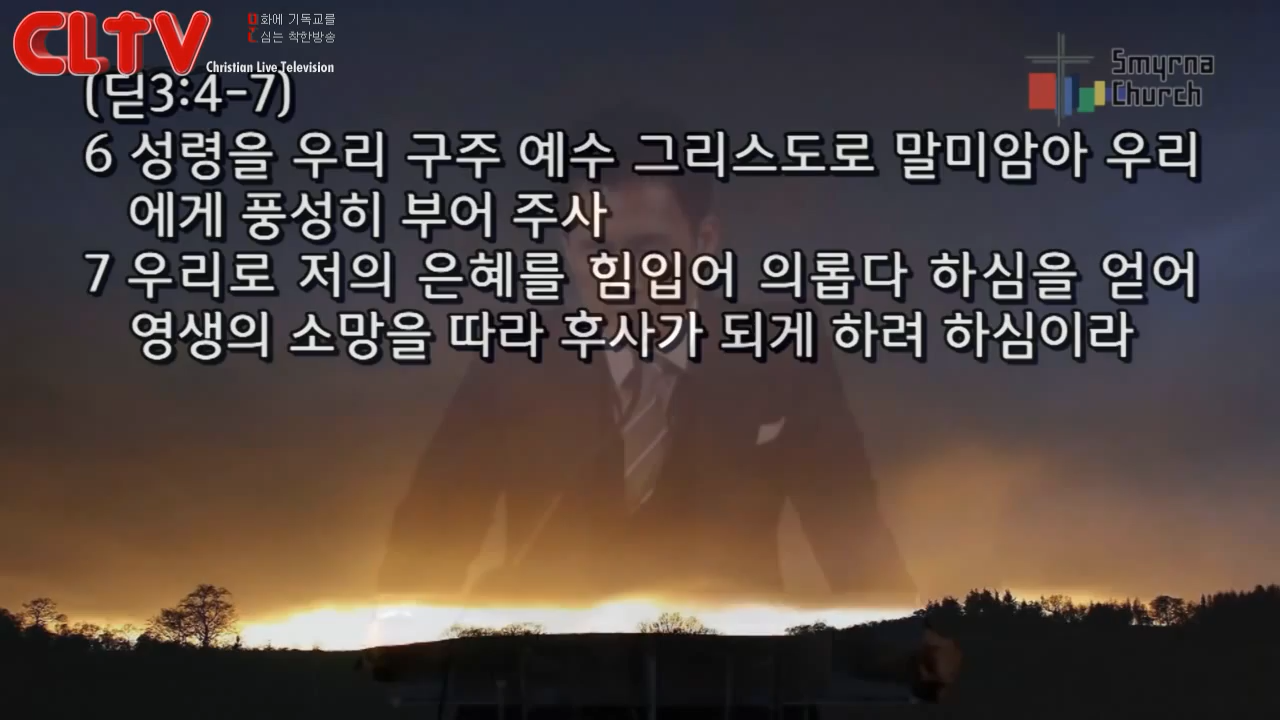 CLTV
문화에 기독교를
심는 착한방송
Christian Live Television
Smyrna
Church
(딛3:4-7)
6 성령을 우리 구주 예수 그리스도로 말미암아 우리
에게 풍성히 부어 주사
7 우리로 저의 은혜를 힘입어 의롭다 하심을 얻어
영생의 소망을 따라 후사가 되게 하려 하심이라